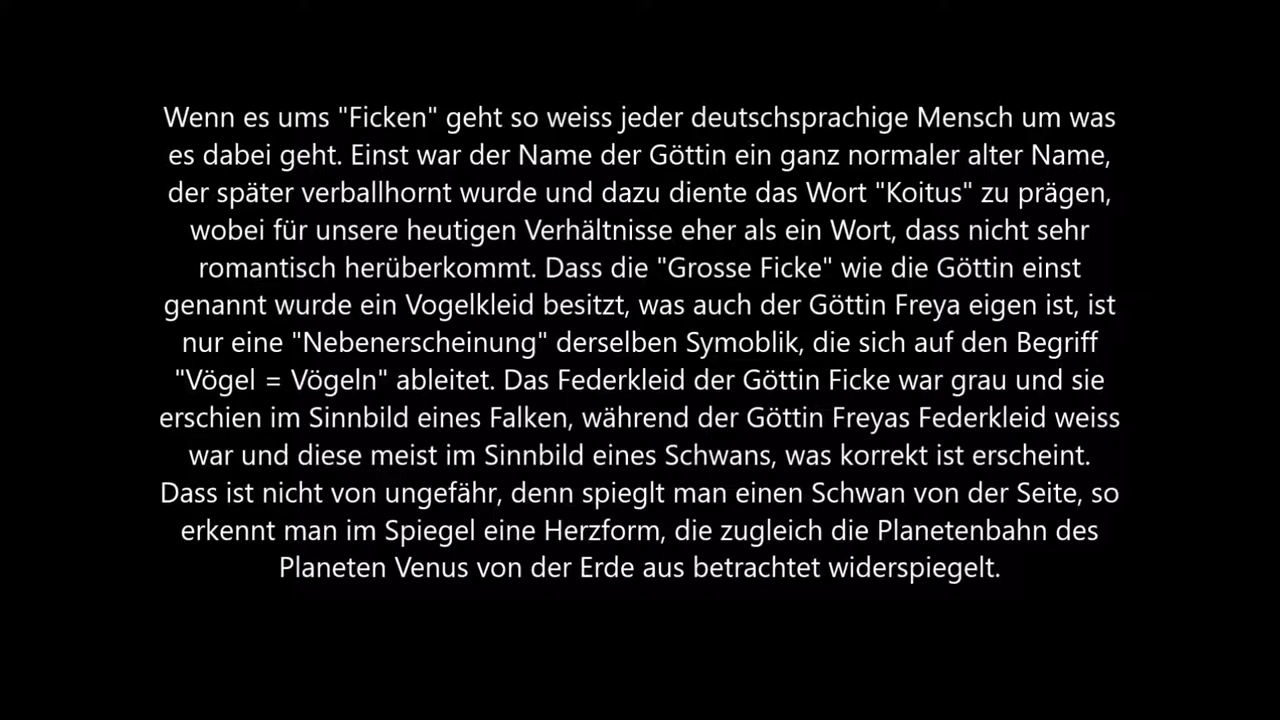 Wenn es ums "Ficken" geht so weiss jeder deutschsprachige Mensch um was
es dabei geht. Einst war der Name der Göttin ein ganz normaler alter Name,
der später verballhornt wurde und dazu diente das Wort "Koitus" zu prägen,
wobei für unsere heutigen Verhältnisse eher als ein Wort, dass nicht sehr
romantisch herüberkommt. Dass die "Grosse Ficke" wie die Göttin einst
genannt wurde ein Vogelkleid besitzt, was auch der Göttin Freya eigen ist, ist
nur eine "Nebenerscheinung" derselben Symoblik, die sich auf den Begriff
"Vögel = Vögeln" ableitet. Das Federkleid der Göttin Ficke war grau und sie
erschien im Sinnbild eines Falken, während der Göttin Freyas Federkleid weiss
war und diese meist im Sinnbild eines Schwans, was korrekt ist erscheint.
Dass ist nicht von ungefähr, denn spieglt man einen Schwan von der Seite, so
erkennt man im Spiegel eine Herzform, die zugleich die Planetenbahn des
Planeten Venus von der Erde aus betrachtet widerspiegelt.